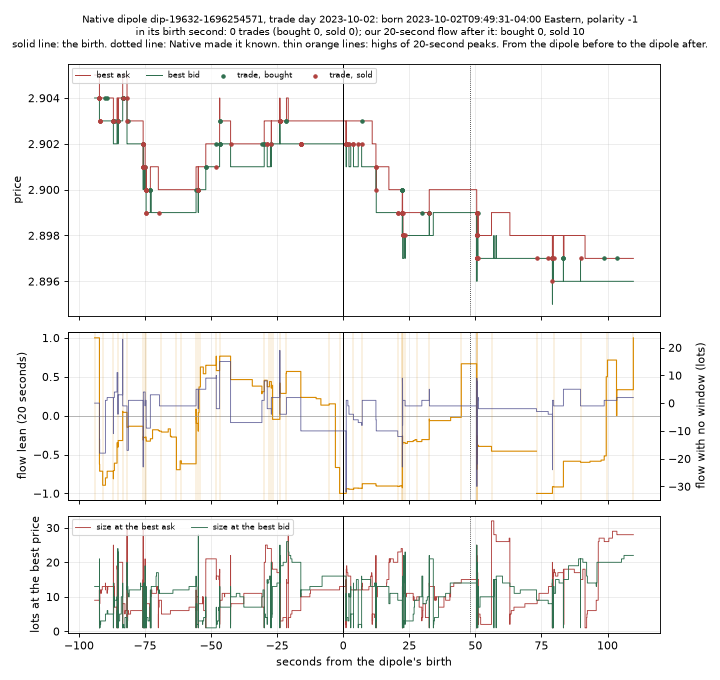 Native dipole dip-19632-1696254571, trade day 2023-10-02: born 2023-10-02T09:49:31-04:00 Eastern, polarity -1
in its birth second: 0 trades (bought 0, sold 0); our 20-second flow after it: bought 0, sold 10
solid line: the birth. dotted line: Native made it known. thin orange lines: highs of 20-second peaks. From the dipole before to the dipole after.
best ask
best bid
trade, bought
trade, sold
2.904
2.902
2.900
2.898
2.896
price
1.0
0.5
0.0
−0.5
−1.0
flow lean (20 seconds)
20
10
0
−10
−20
−30
flow with no window (lots)
size at the best ask
size at the best bid
30
20
10
0
lots at the best price
−100
−75
−50
−25
0
25
50
75
100
seconds from the dipole's birth